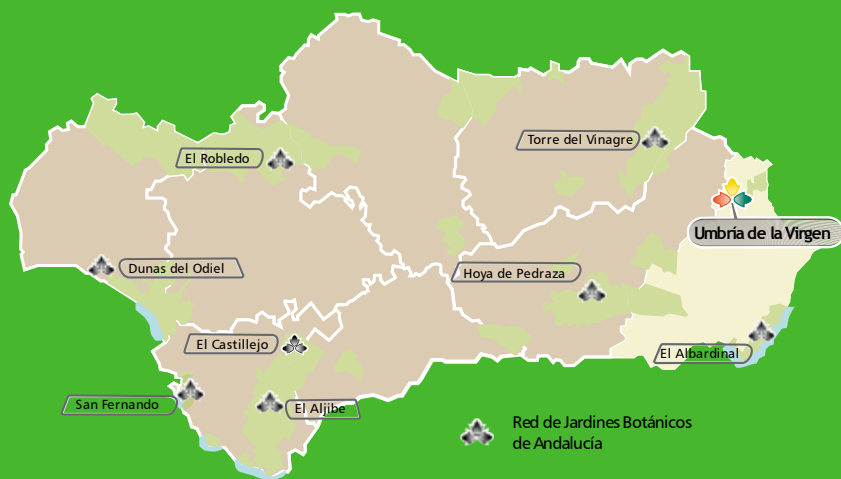 Torre del Vinagre
El Robledo
Umbría de la Virgen
Dunas del Odiel
Hoya de Pedraza
El Castillejo
El Albardinal
San Fernando
El Aljibe
Red de Jardines Botánicos
de Andalucía